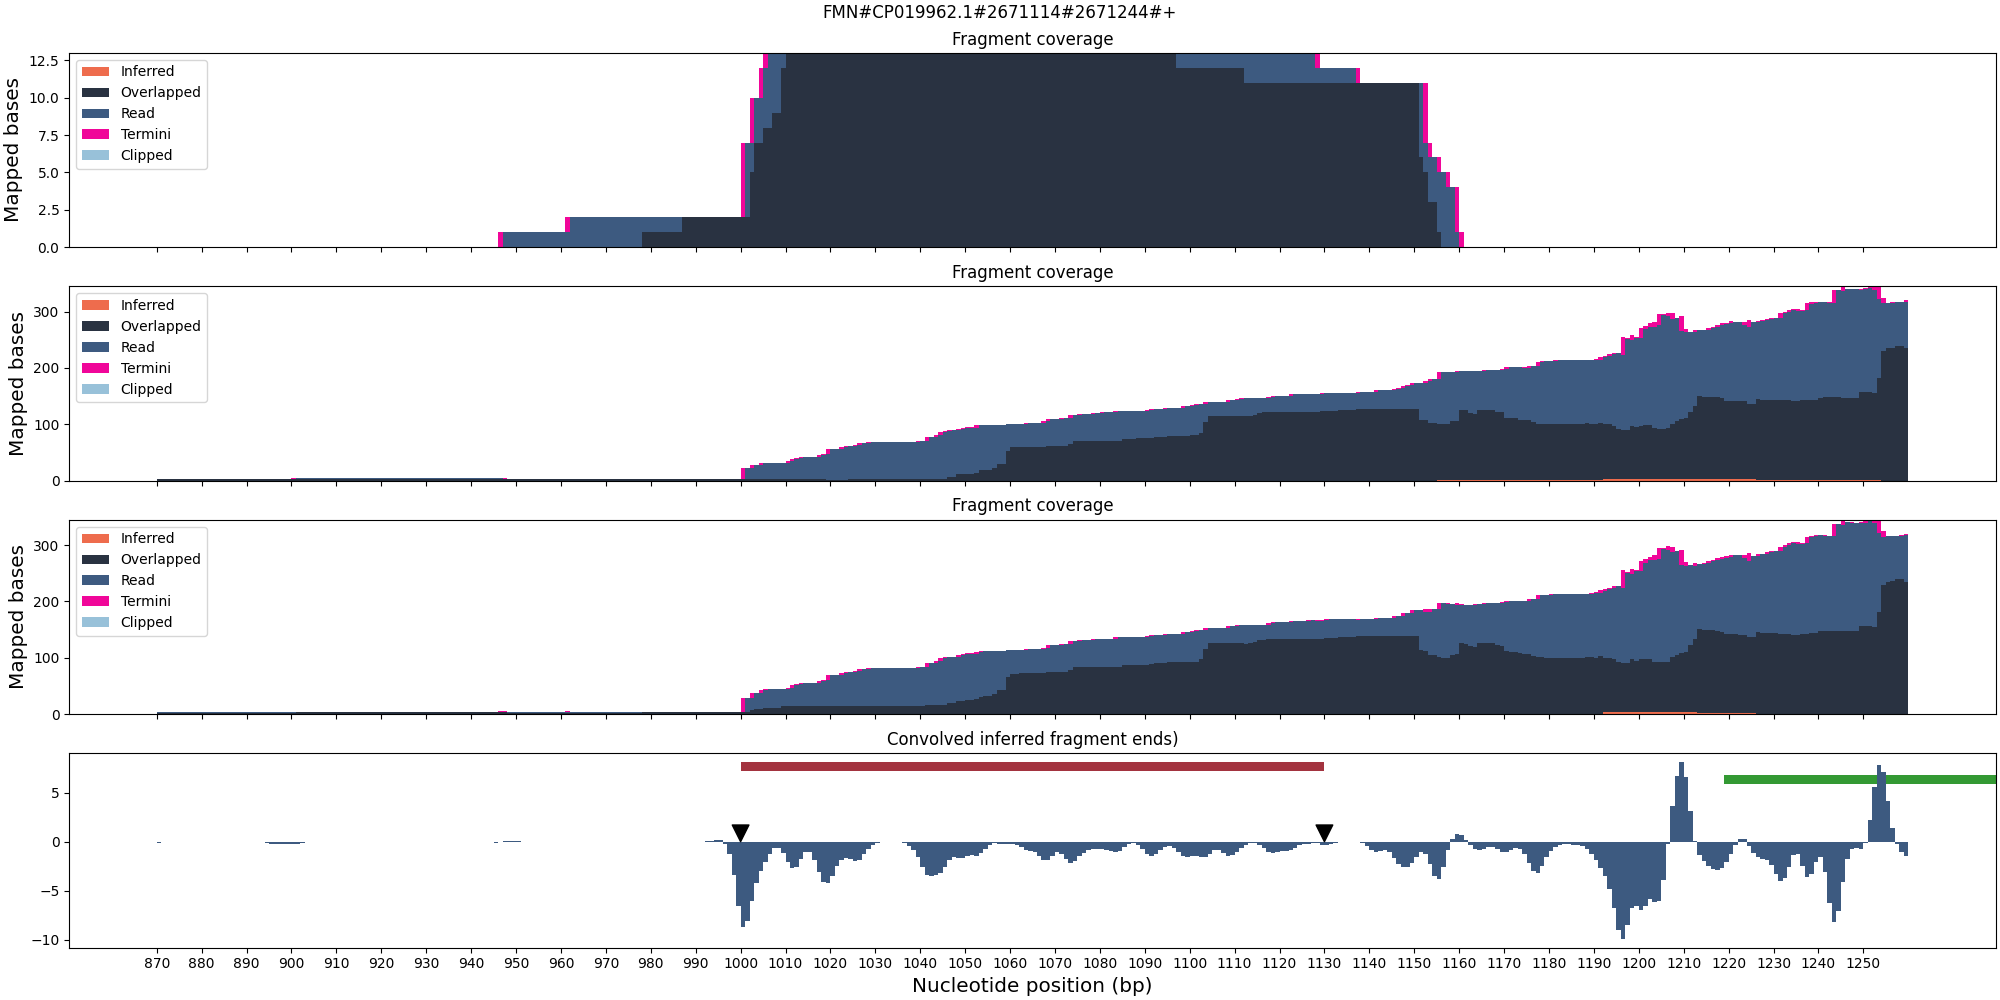 FMN#CP019962.1#2671114#2671244#+
Fragment coverage
Mapped bases
12.5
10.0
7.5
5.0
2.5
0.0
Inferred
Overlapped
Read
Termini
Clipped
Fragment coverage
Mapped bases
300
200
100
0
Inferred
Overlapped
Read
Termini
Clipped
Fragment coverage
Mapped bases
300
200
100
0
Inferred
Overlapped
Read
Termini
Clipped
Convolved inferred fragment ends)
5
0
−5
−10
870 880 890 900 910 920 930 940 950 960 970 980 990 1000 1010 1020 1030 1040 1050 1060 1070 1080 1090 1100 1110 1120 1130 1140 1150 1160 1170 1180 1190 1200 1210 1220 1230 1240 1250
Nucleotide position (bp)